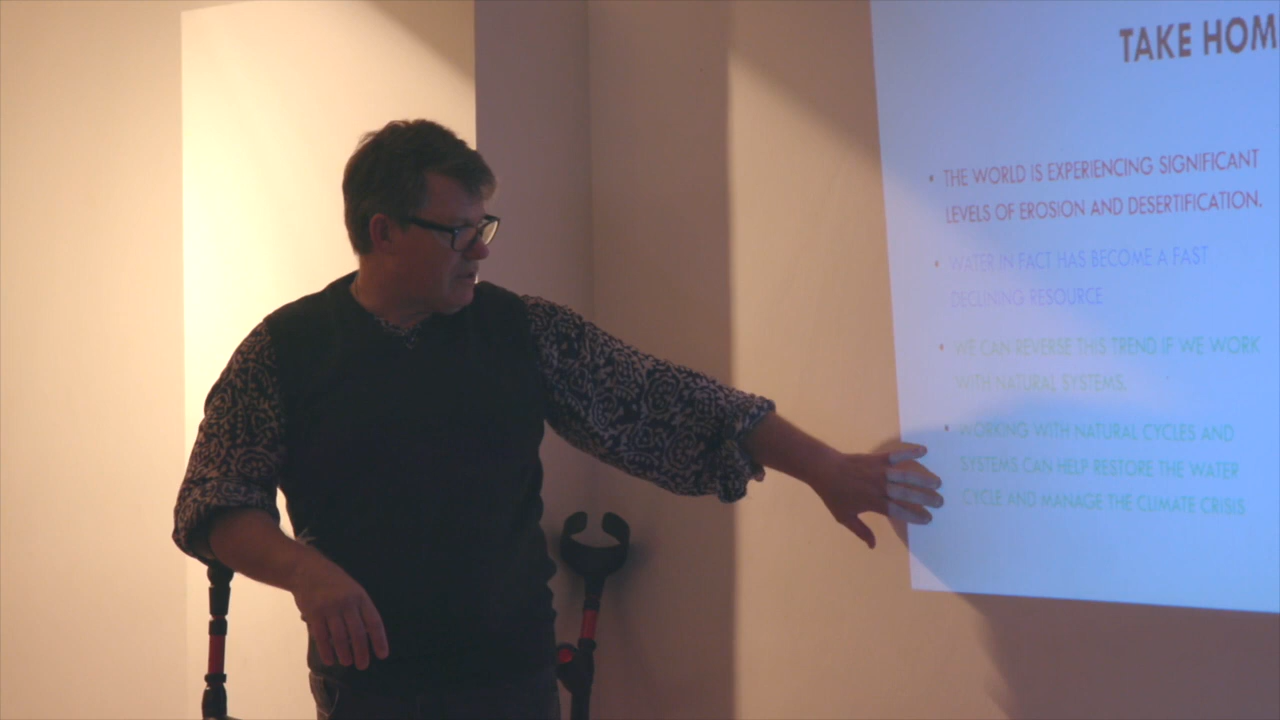 TAKE HOM
• THE WORLD IS EXPERIENCING SIGNIFICANT
LEVELS OF EROSION AND DESERTIFICATION.
• WATER IN FACT HAS BECOME A FAST
DECLINING RESOURCE
• WE CAN REVERSE THIS TREND IF WE WORK
WITH NATURAL SYSTEMS.
• WORKING WITH NATURAL CYCLES AND
SYSTEMS CAN HELP RESTORE THE WATER
CYCLE AND MANAGE THE CLIMATE CRISIS